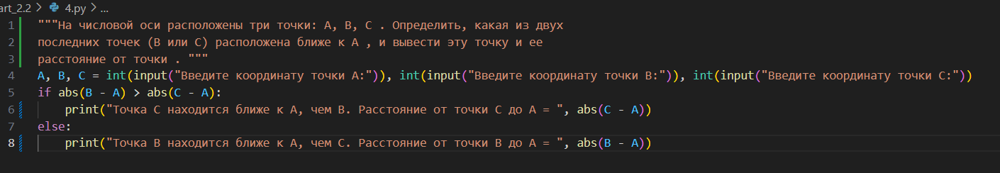 art_2.2 > 4.py > ...
1 """На числовой оси расположены три точки: A, B, C . Определить, какая из двух
2 последних точек (B или C) расположена ближе к A , и вывести эту точку и ее
3 расстояние от точки . """
4 A, B, C = int(input("Введите координату точки A:")), int(input("Введите координату точки B:")), int(input("Введите координату точки C:"))
5 if abs(B - A) > abs(C - A):
6     print("Точка C находится ближе к A, чем B. Расстояние от точки C до A = ", abs(C - A))
7 else:
8     print("Точка B находится ближе к A, чем C. Расстояние от точки B до A = ", abs(B - A))